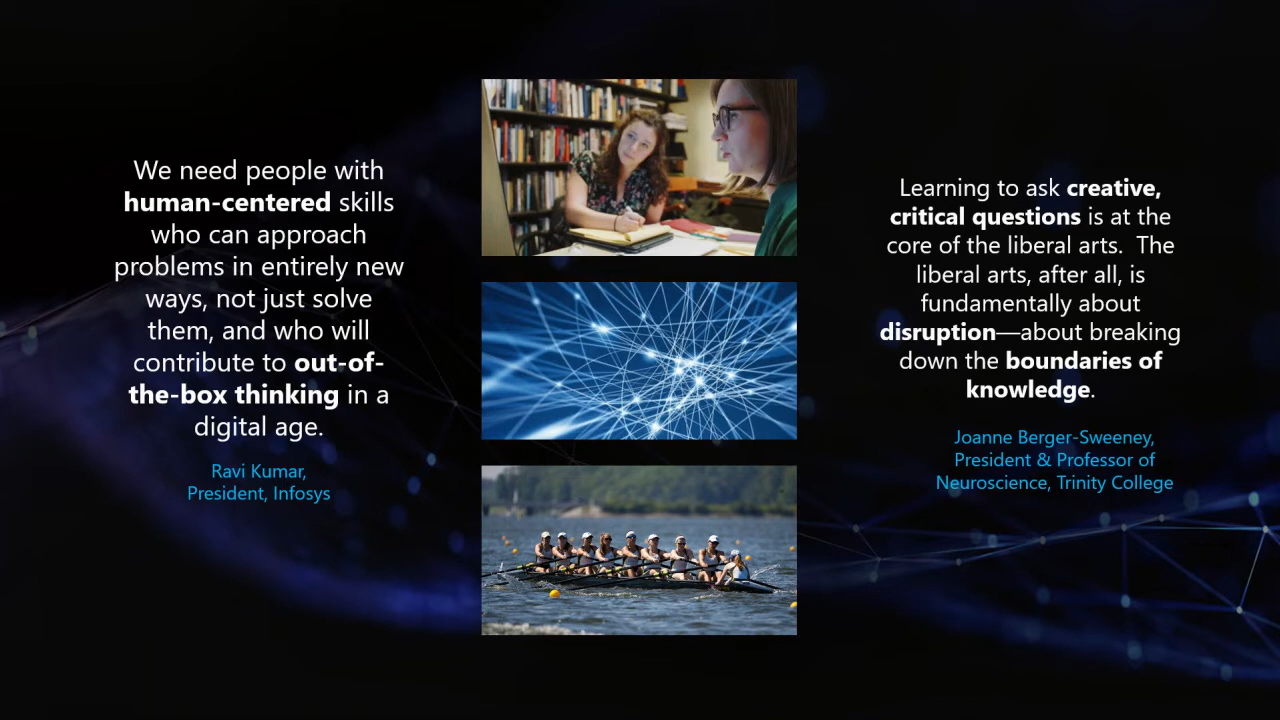 We need people with
human-centered skills
who can approach
problems in entirely new
ways, not just solve
them, and who will
contribute to out-of-
the-box thinking in a
digital age.
Ravi Kumar,
President, Infosys
Learning to ask creative,
critical questions is at the
core of the liberal arts.  The
liberal arts, after all, is
fundamentally about
disruption—about breaking
down the boundaries of
knowledge.
Joanne Berger-Sweeney,
President & Professor of
Neuroscience, Trinity College